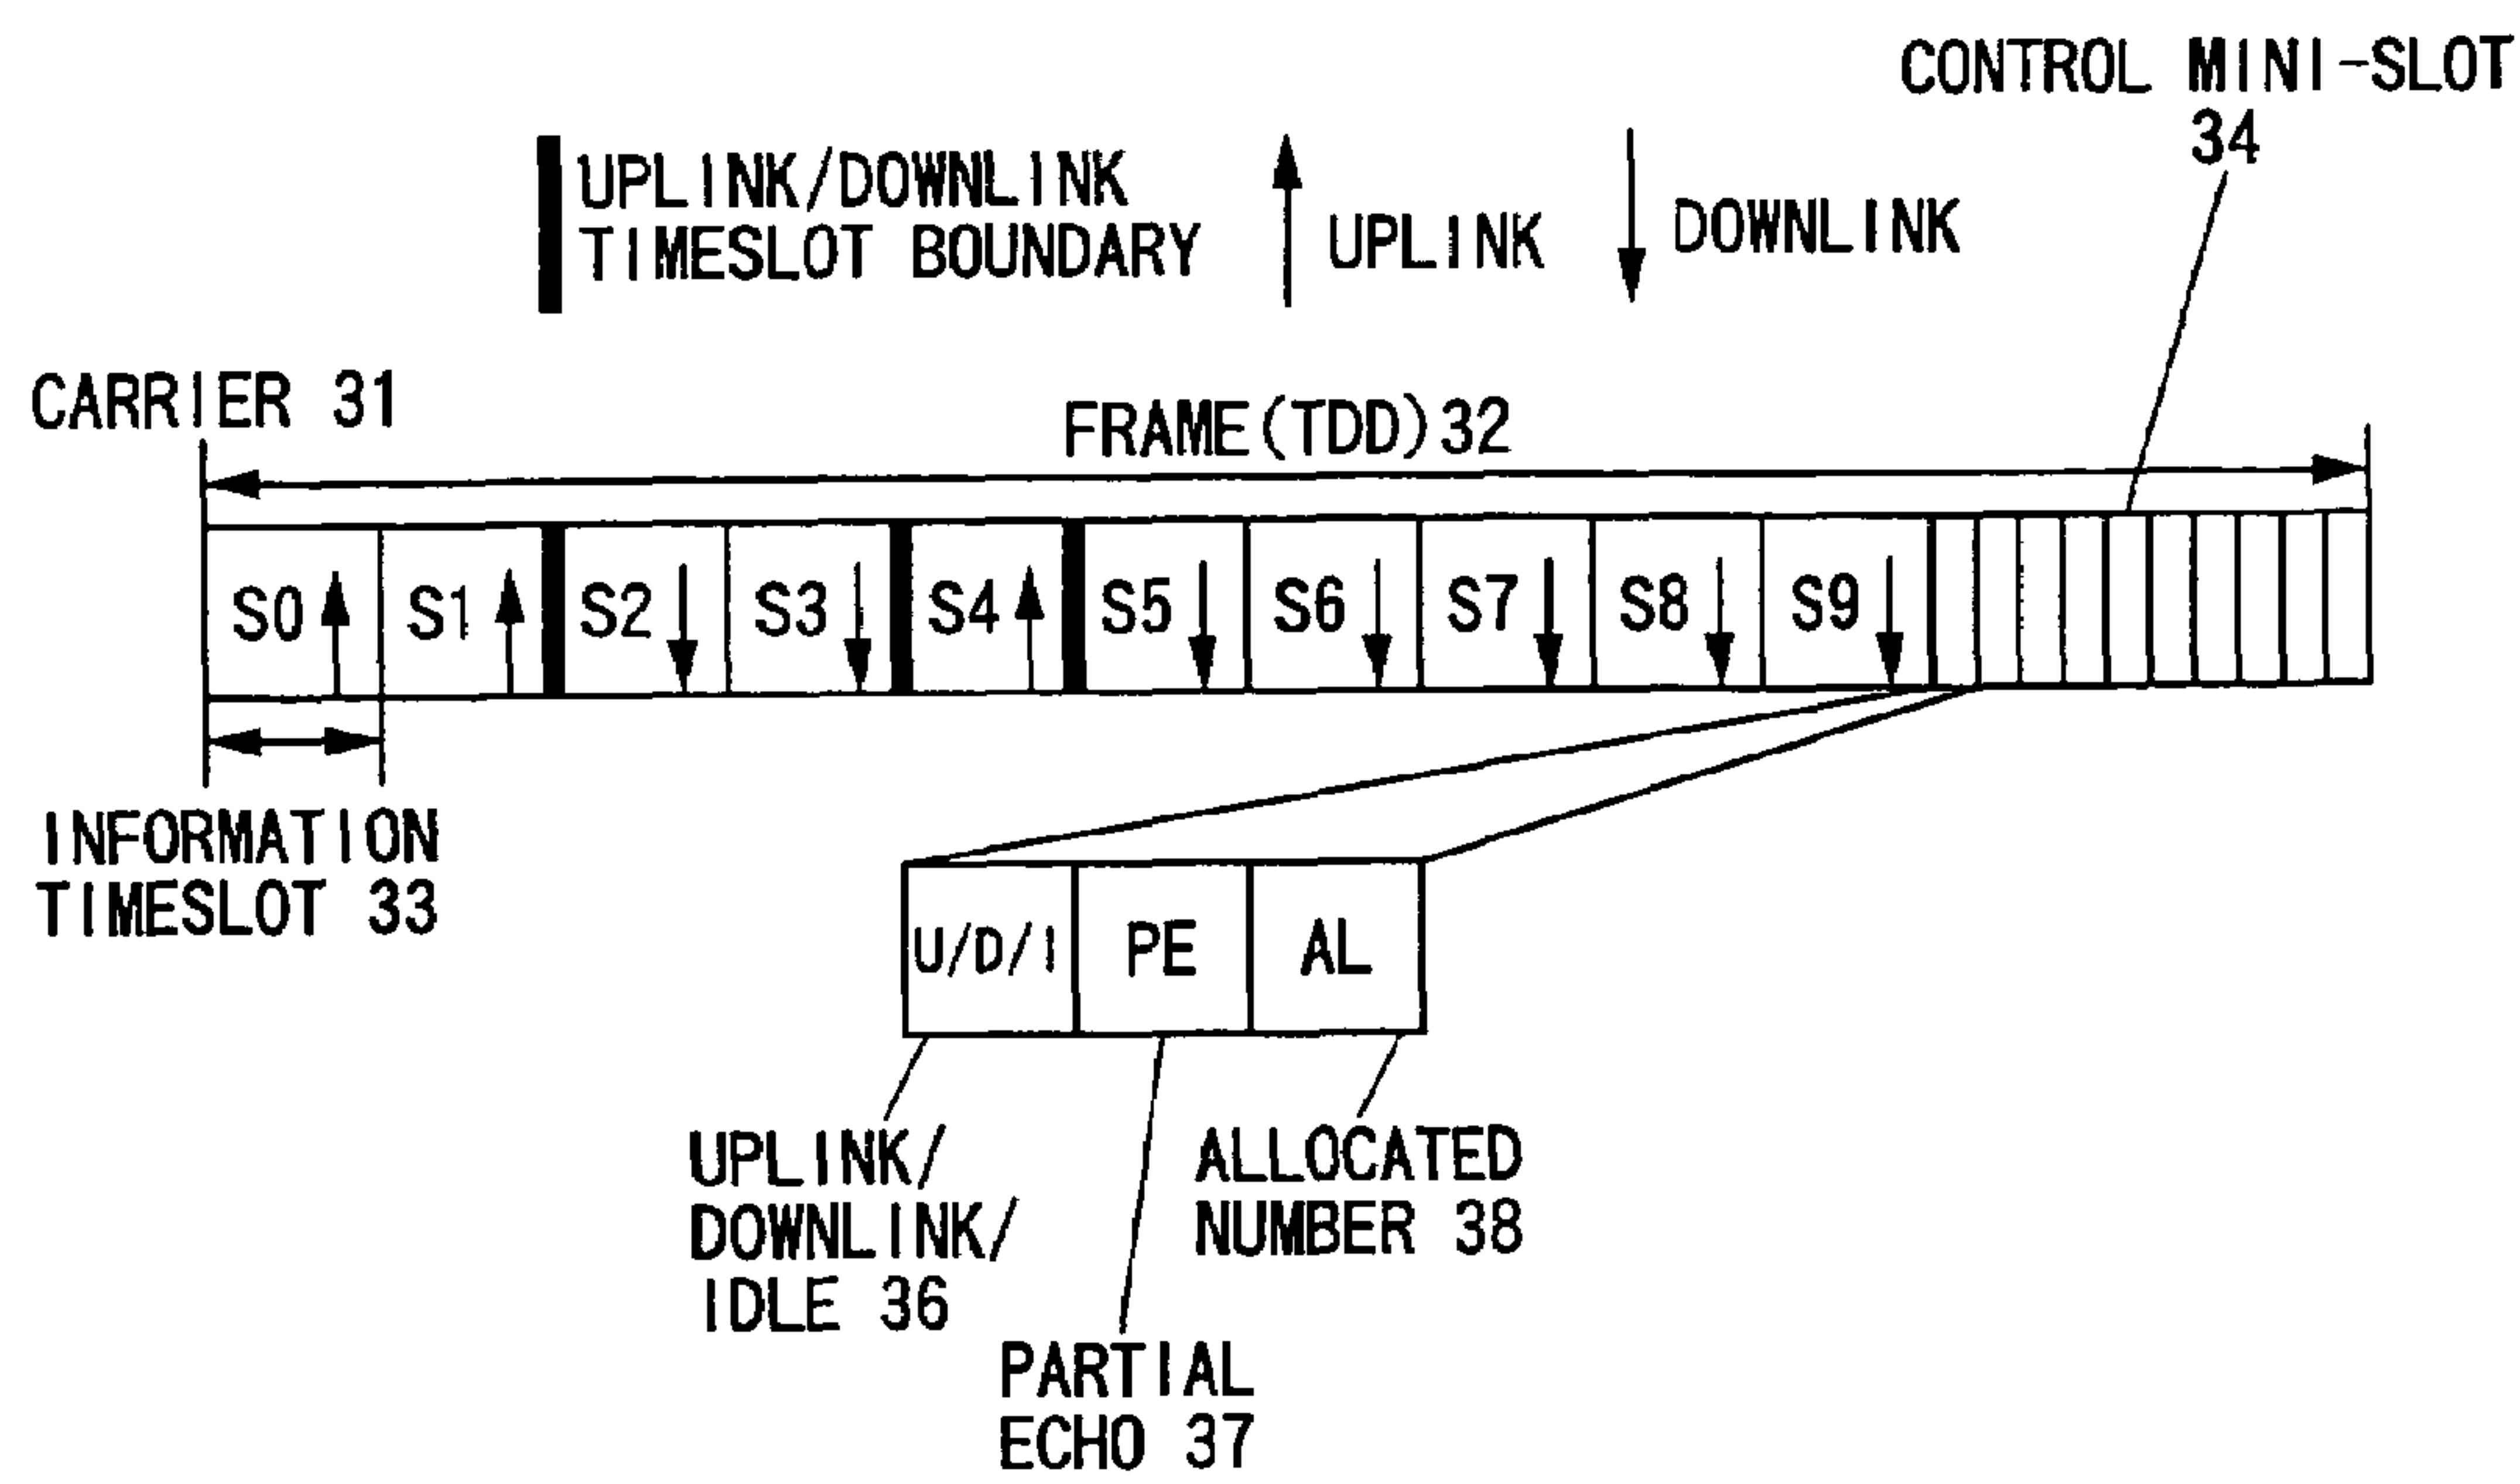 CONTROL MINI-SLOT
34
UPLINK/DOWNLINK
TIMESLOT BOUNDARY
UPLINK
DOWNLINK
CARRIER 31
FRAME(TDD)32
S0
S1
S2
S3
S4
S5
S6
S7
S8
S9
INFORMATION
TIMESLOT 33
U/D/I
PE
AL
UPLINK/
DOWNLINK/
IDLE 36
ALLOCATED
NUMBER 38
PARTIAL
ECHO 37